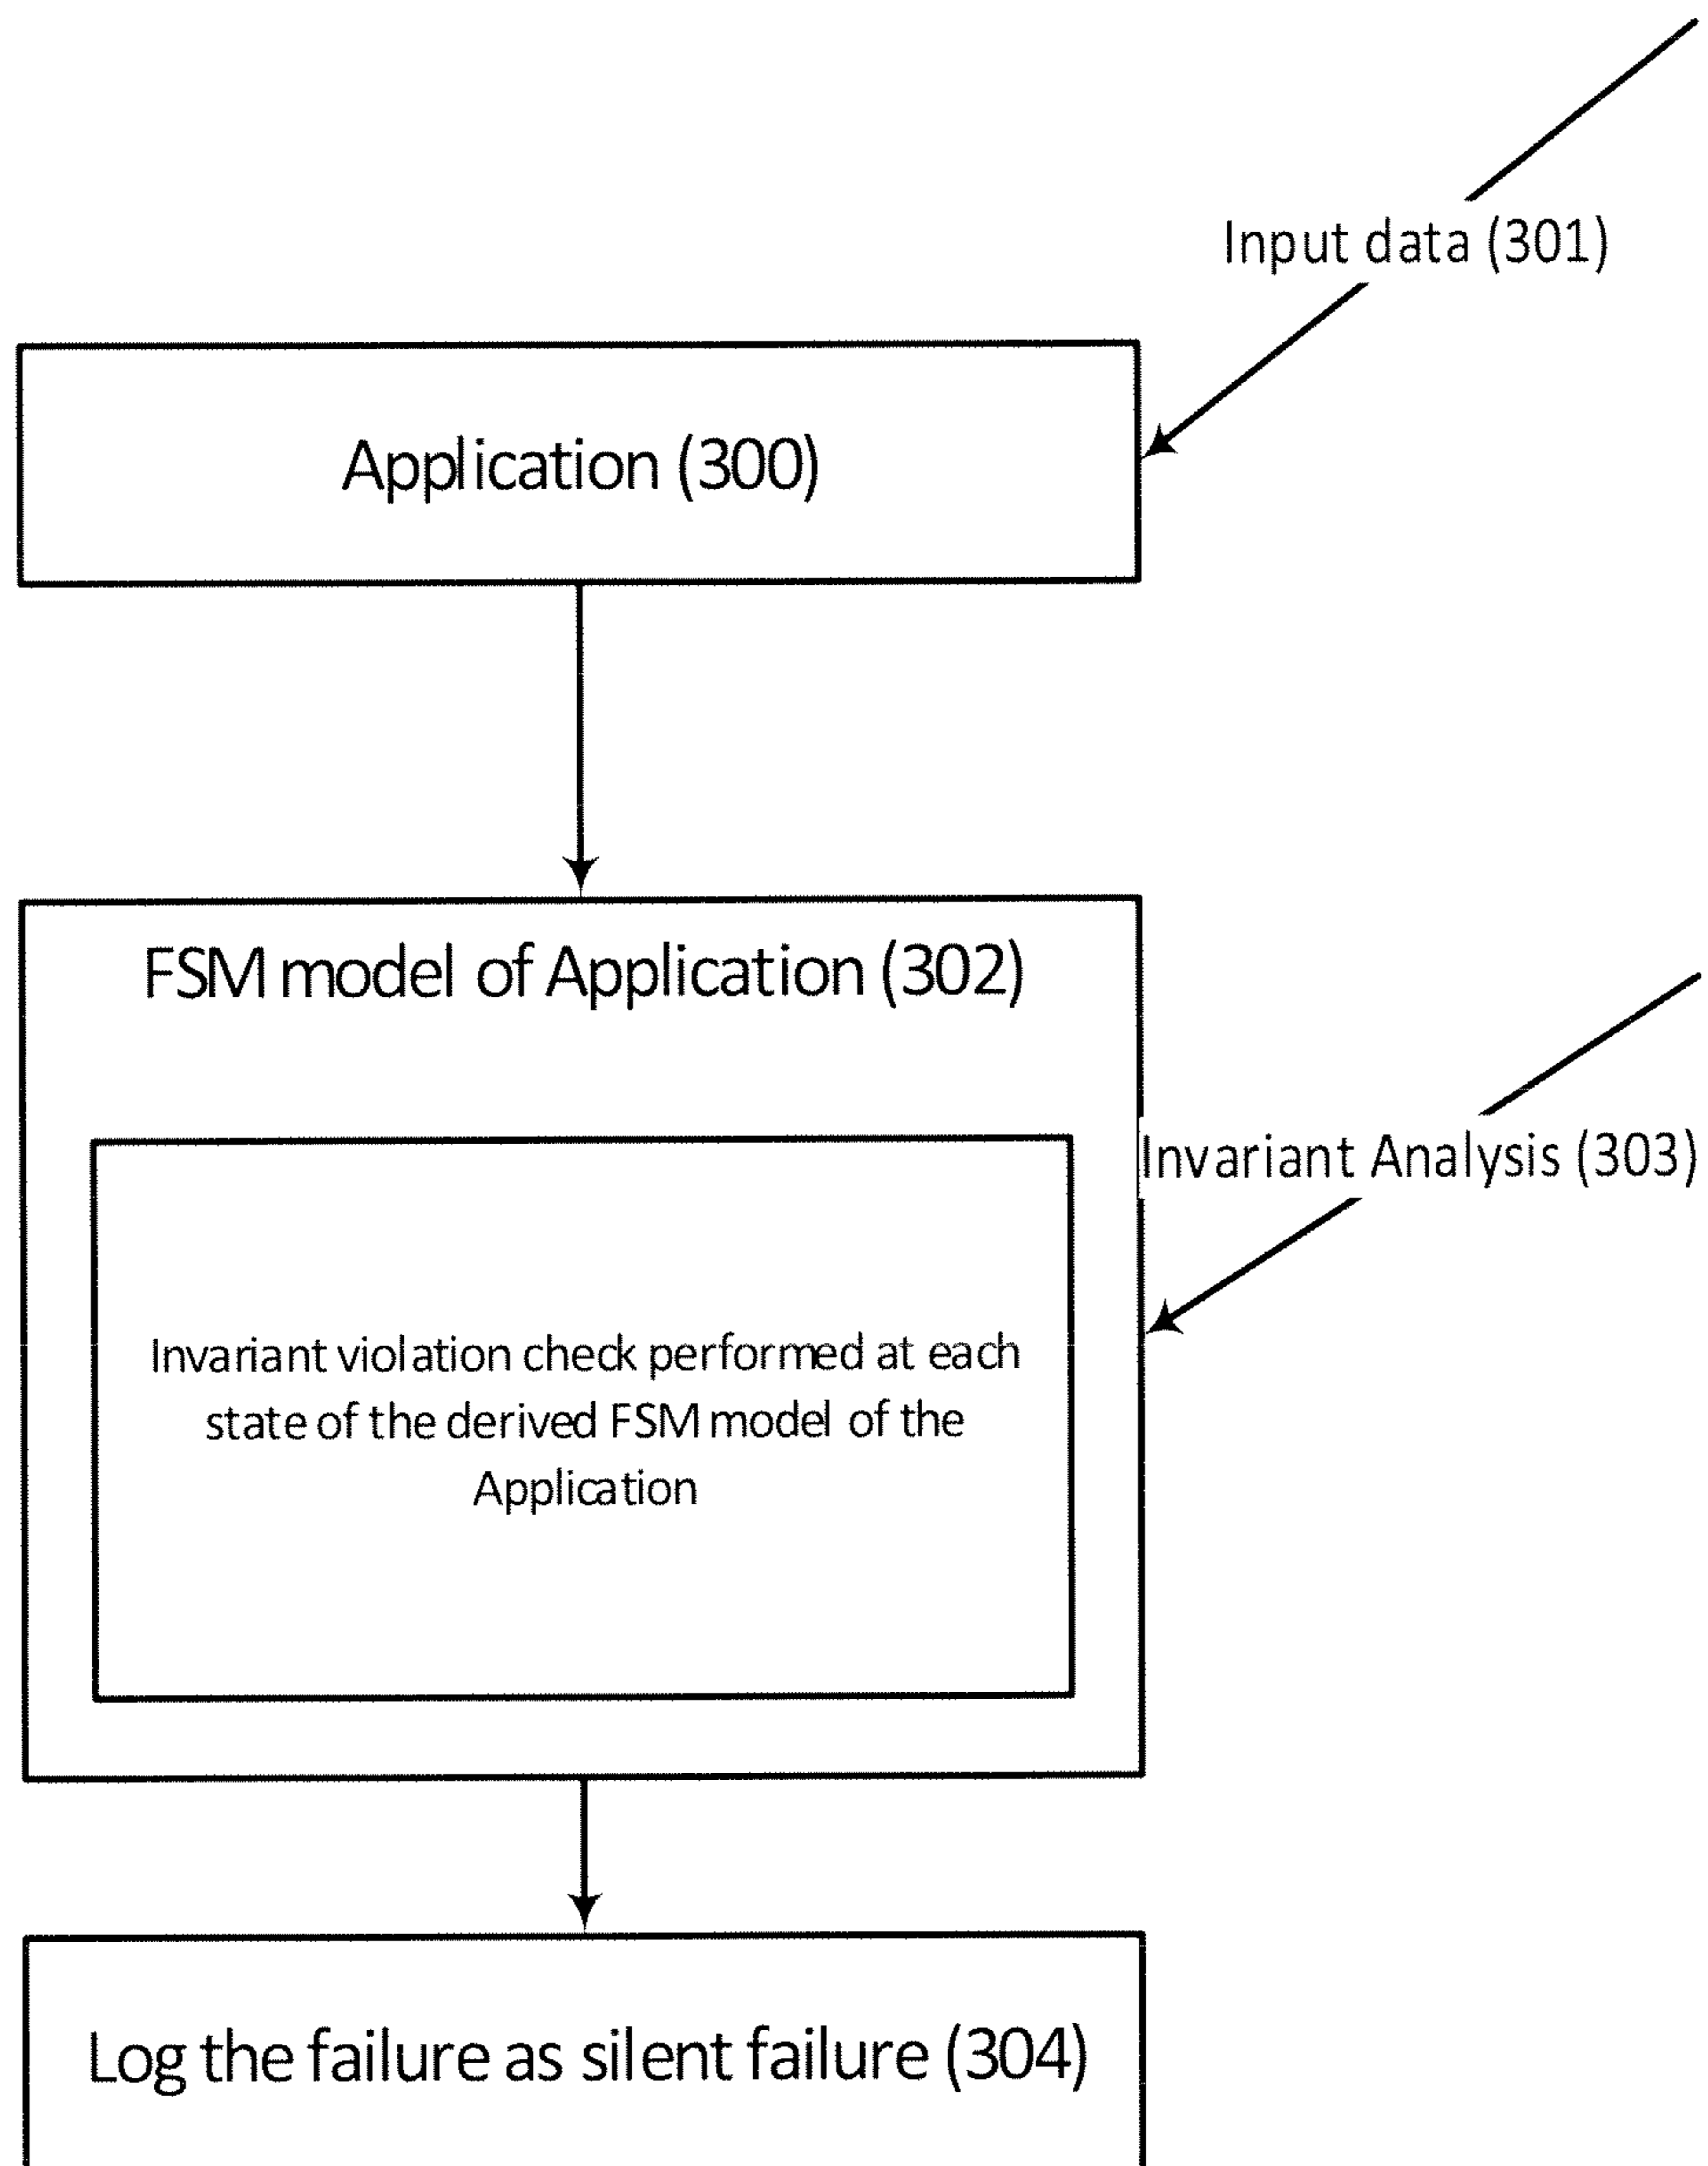 Input data (301)
Application (300)
FSM model of Application (302)
Invariant Analysis (303)
Invariant violation check performed at each
state of the derived FSM model of the
Application
Log the failure as silent failure (304)